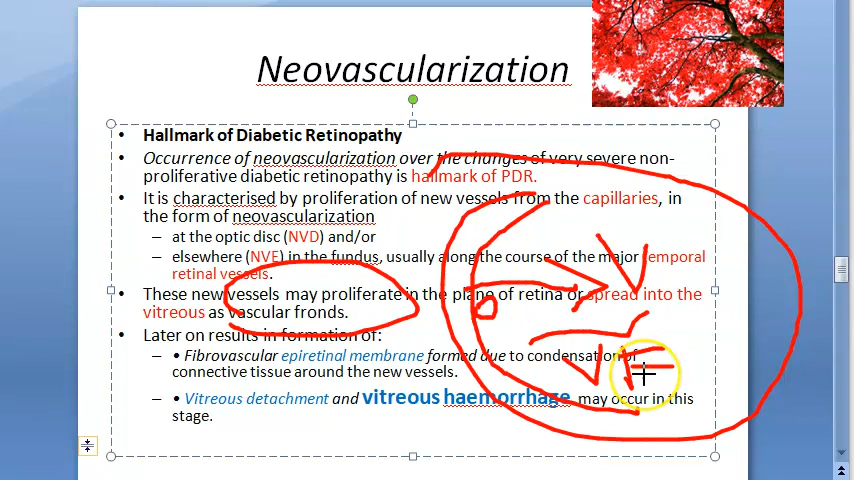 Neovascularization
• Hallmark of Diabetic Retinopathy
• Occurrence of neovascularization over the changes of very severe non-
proliferative diabetic retinopathy is hallmark of PDR.
• It is characterised by proliferation of new vessels from the capillaries, in
the form of neovascularization
– at the optic disc (NVD) and/or
– elsewhere (NVE) in the fundus, usually along the course of the major temporal
retinal vessels.
• These new vessels may proliferate in the plane of retina or spread into the
vitreous as vascular fronds.
• Later on results in formation of:
– • Fibrovascular epiretinal membrane formed due to condensation of
connective tissue around the new vessels.
– • Vitreous detachment and vitreous haemorrhage may occur in this
stage.